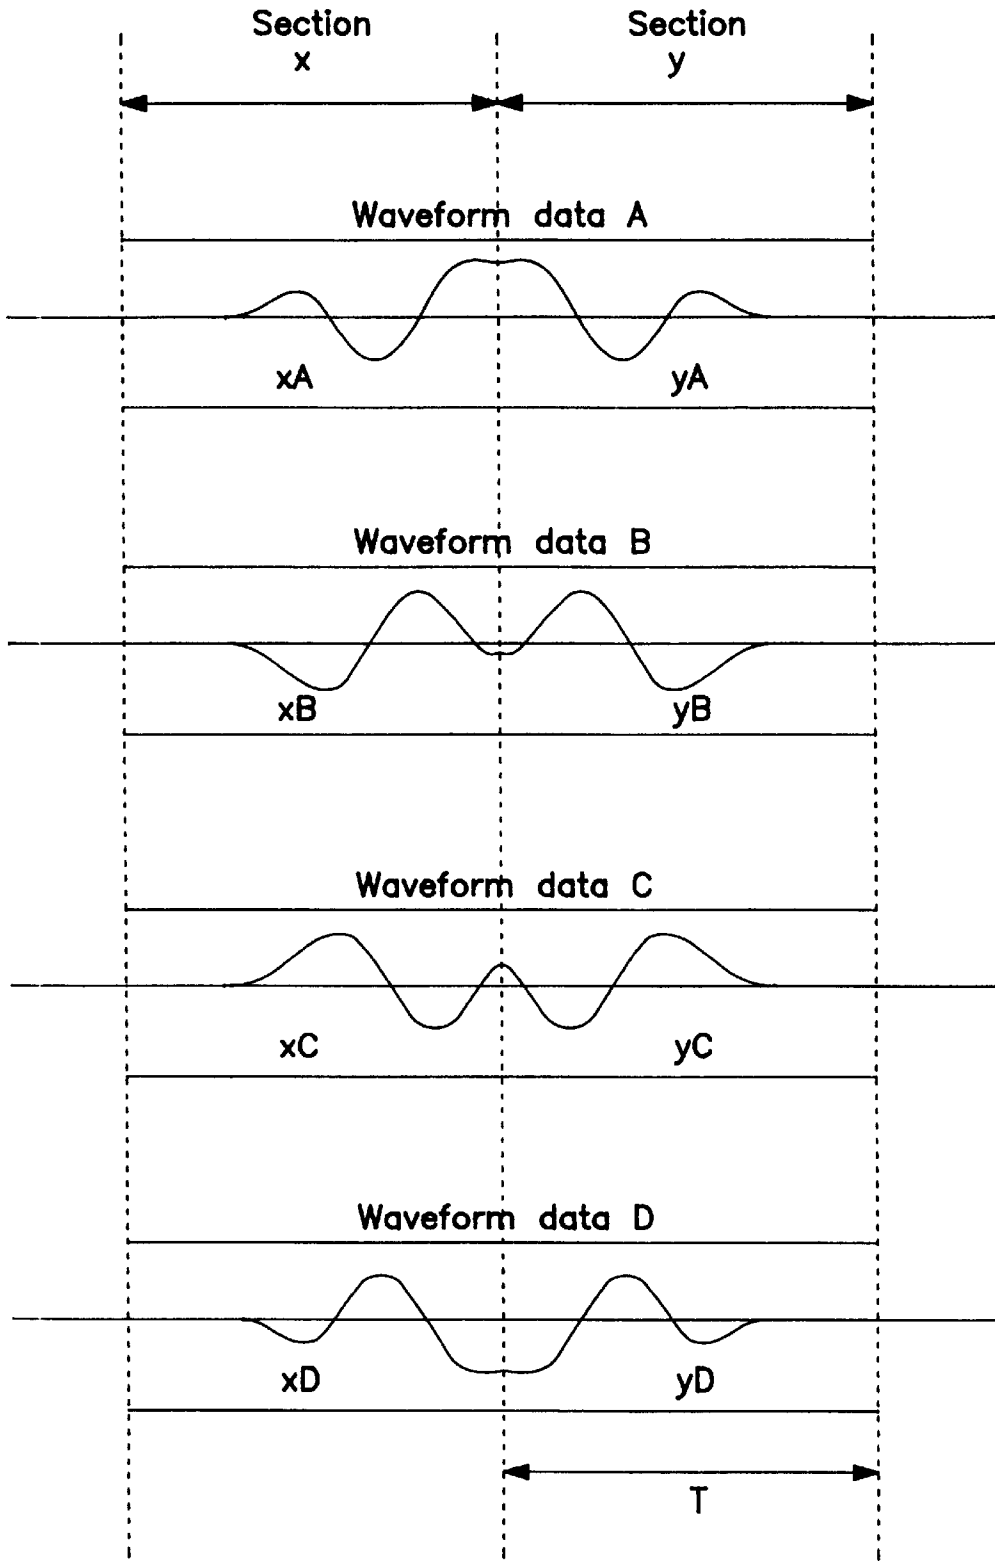 Section Section
x y
Waveform data A
xA yA
Waveform data B
xB yB
Waveform data C
xC yC
Waveform data D
xD yD
T